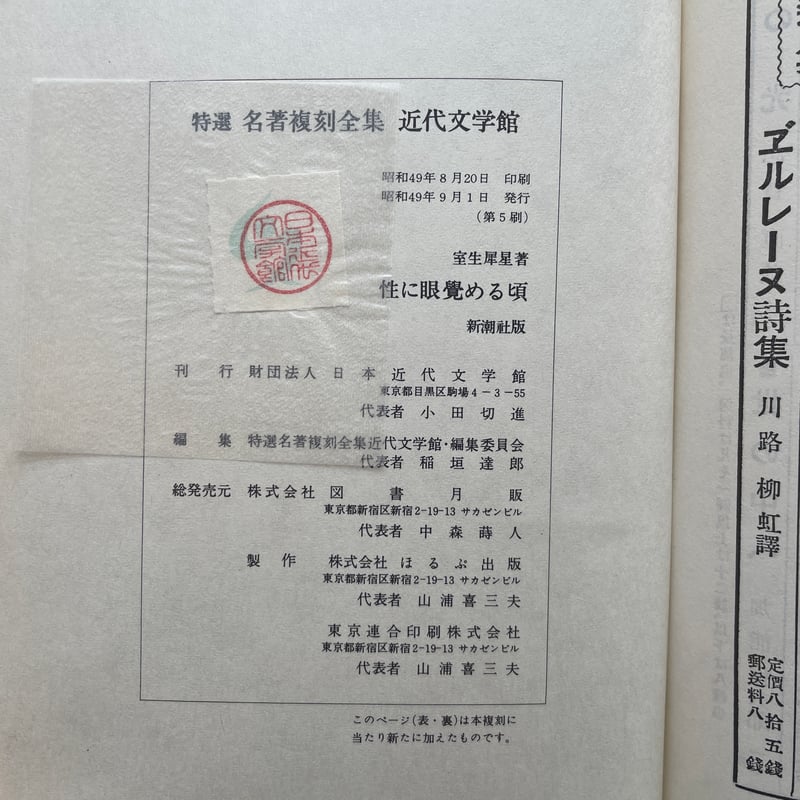 特選 名著複刻全集 近代文学館
昭和49年8月20日 印刷
昭和49年9月1日 発行
(第5刷)
室生犀星著
性に眼覺める頃
新潮社版
刊 行 財団法人 日本 近代文学館
東京都目黒区駒場4-3-55
代表者 小田切進
編 集 特選名著複刻全集近代文学館・編集委員会
代表者 稲垣達郎
総発売元 株式会社 図書月販
東京都新宿区新宿2-19-13 サカゼンビル
代表者 中森蒔人
製 作 株式会社 ほるぷ出版
東京都新宿区新宿2-19-13 サカゼンビル
代表者 山浦喜三夫
東京連合印刷株式会社
東京都新宿区新宿2-19-13 サカゼンビル
代表者 山浦喜三夫
このページ(表・裏)は本複刻に
当たり新たに加えたものです。
ヹルレーヌ詩集 川路柳虹譯
定價八拾五錢
郵送料八錢